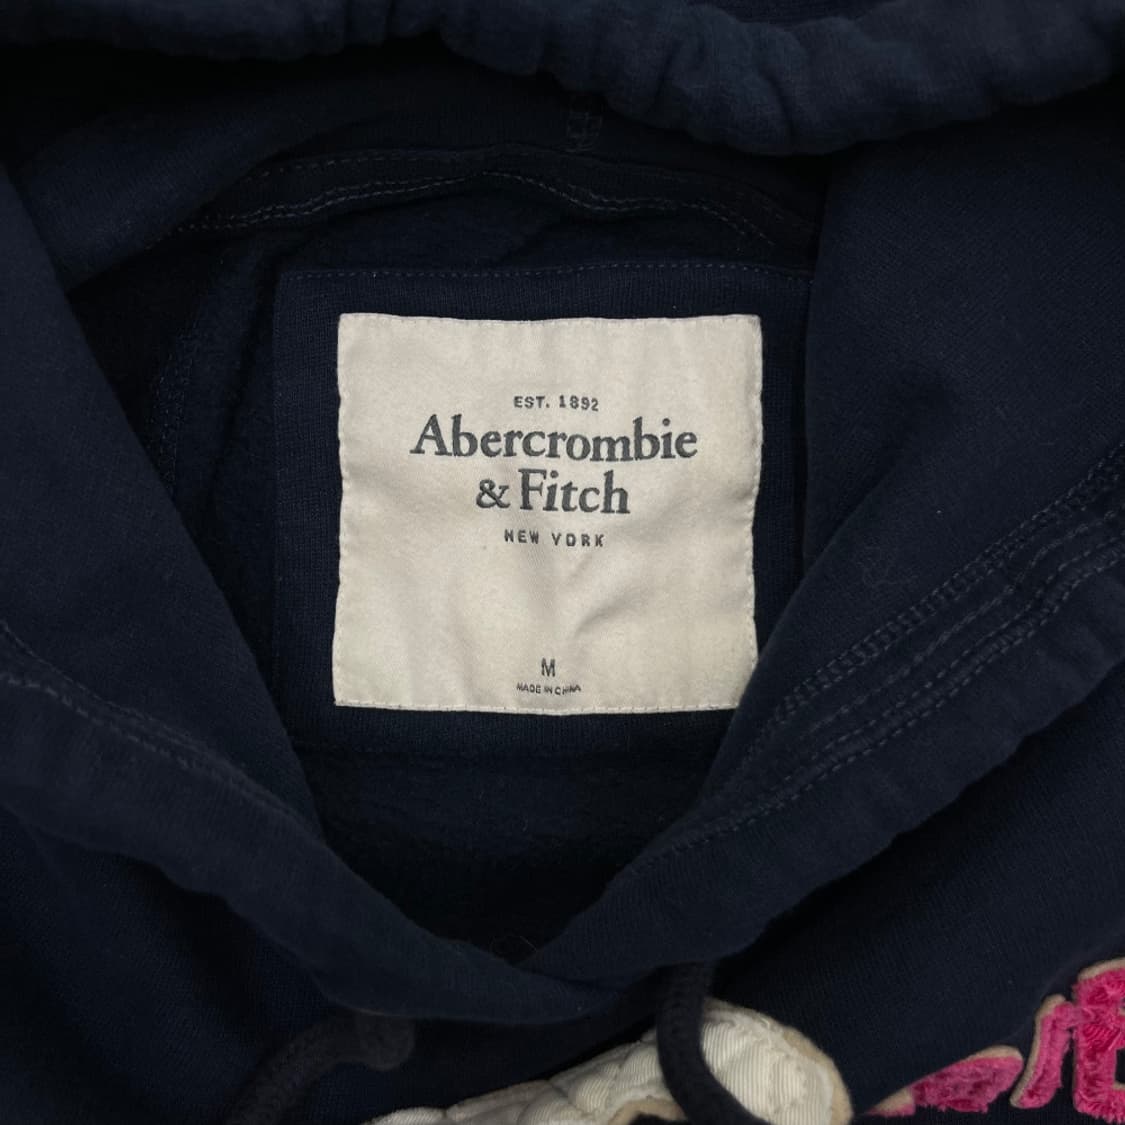 EST. 1892
Abercrombie
& Fitch
NEW YORK
M
MADE IN CHINA